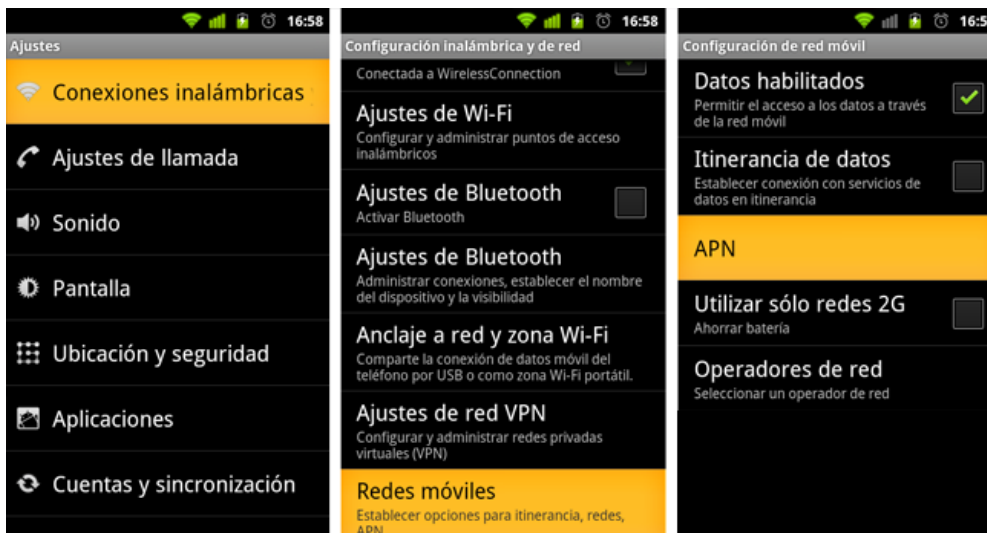 16:58
Ajustes
Conexiones inalámbricas
Ajustes de llamada
Sonido
Pantalla
Ubicación y seguridad
Aplicaciones
Cuentas y sincronización
16:58
Configuración inalámbrica y de red
Conectada a WirelessConnection
Ajustes de Wi-Fi
Configurar y administrar puntos de acceso
inalámbricos
Ajustes de Bluetooth
Activar Bluetooth
Ajustes de Bluetooth
Administrar conexiones, establecer el nombre
del dispositivo y la visibilidad
Anclaje a red y zona Wi-Fi
Comparte la conexión de datos móvil del
teléfono por USB o como zona Wi-Fi portátil.
Ajustes de red VPN
Configurar y administrar redes privadas
virtuales (VPN)
Redes móviles
Establecer opciones para itinerancia, redes,
APN
16:5
Configuración de red móvil
Datos habilitados
Permitir el acceso a los datos a través
de la red móvil
Itinerancia de datos
Establecer conexión con servicios de
datos en itinerancia
APN
Utilizar sólo redes 2G
Ahorrar batería
Operadores de red
Seleccionar un operador de red